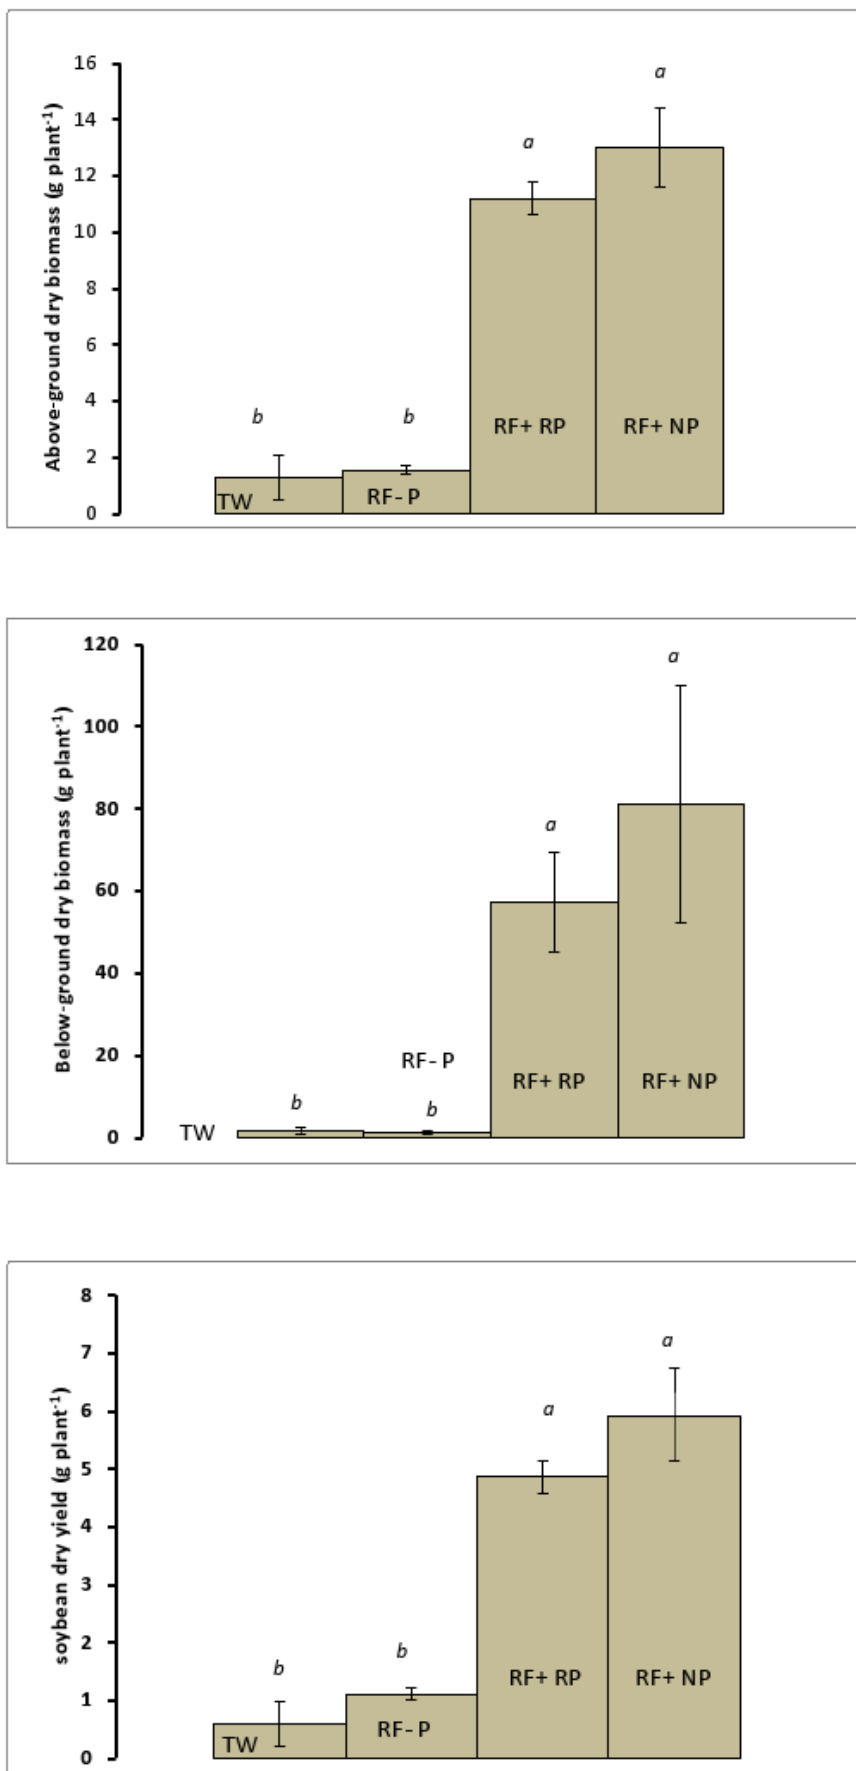 Above-ground dry biomass (g plant⁻¹)
16
14
12
10
8
6
4
2
0
a
a
b
b
RF+ RP
RF+ NP
TW
RF- P
Below-ground dry biomass (g plant⁻¹)
120
100
80
60
40
20
0
a
a
RF- P
RF+ RP
RF+ NP
b
b
TW
soybean dry yield (g plant⁻¹)
8
7
6
5
4
3
2
1
0
a
a
b
b
RF+ RP
RF+ NP
TW
RF- P